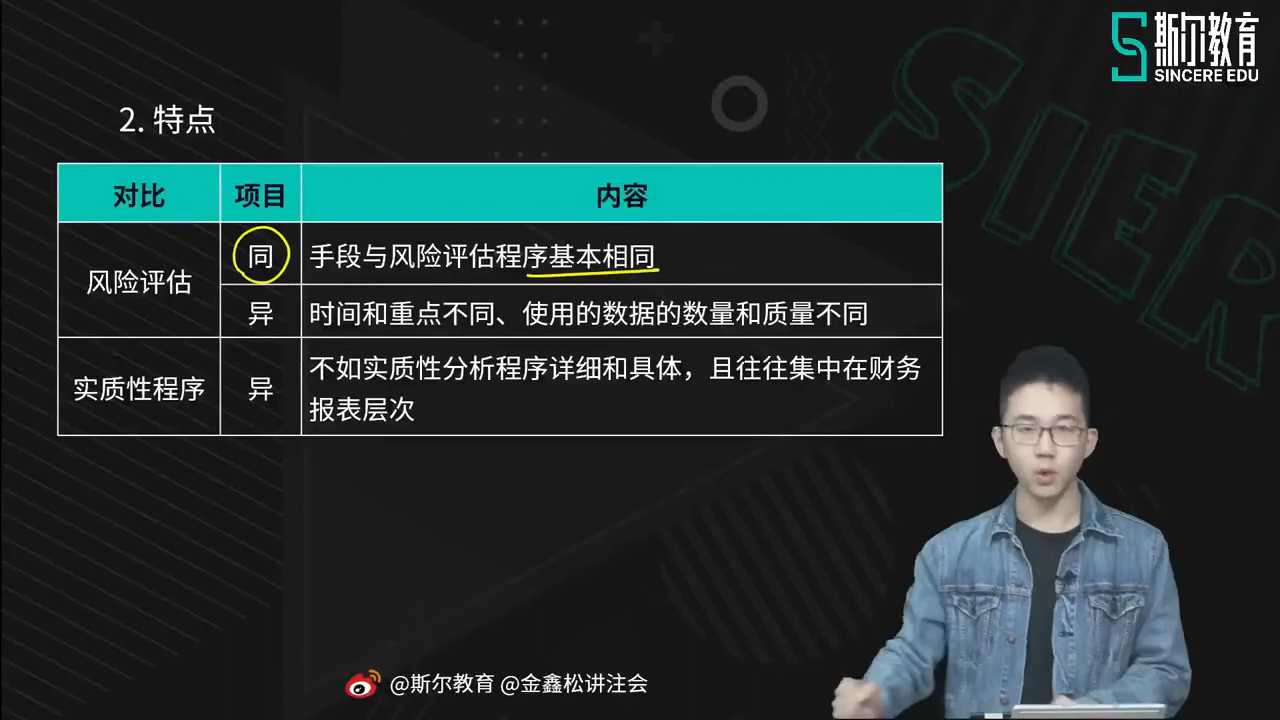 斯尔教育
SINCERE EDU
SIER
2. 特点
对比
项目
内容
风险评估
同
手段与风险评估程序基本相同
异
时间和重点不同、使用的数据的数量和质量不同
实质性程序
异
不如实质性分析程序详细和具体，且往往集中在财务
报表层次
@斯尔教育 @金鑫松讲注会